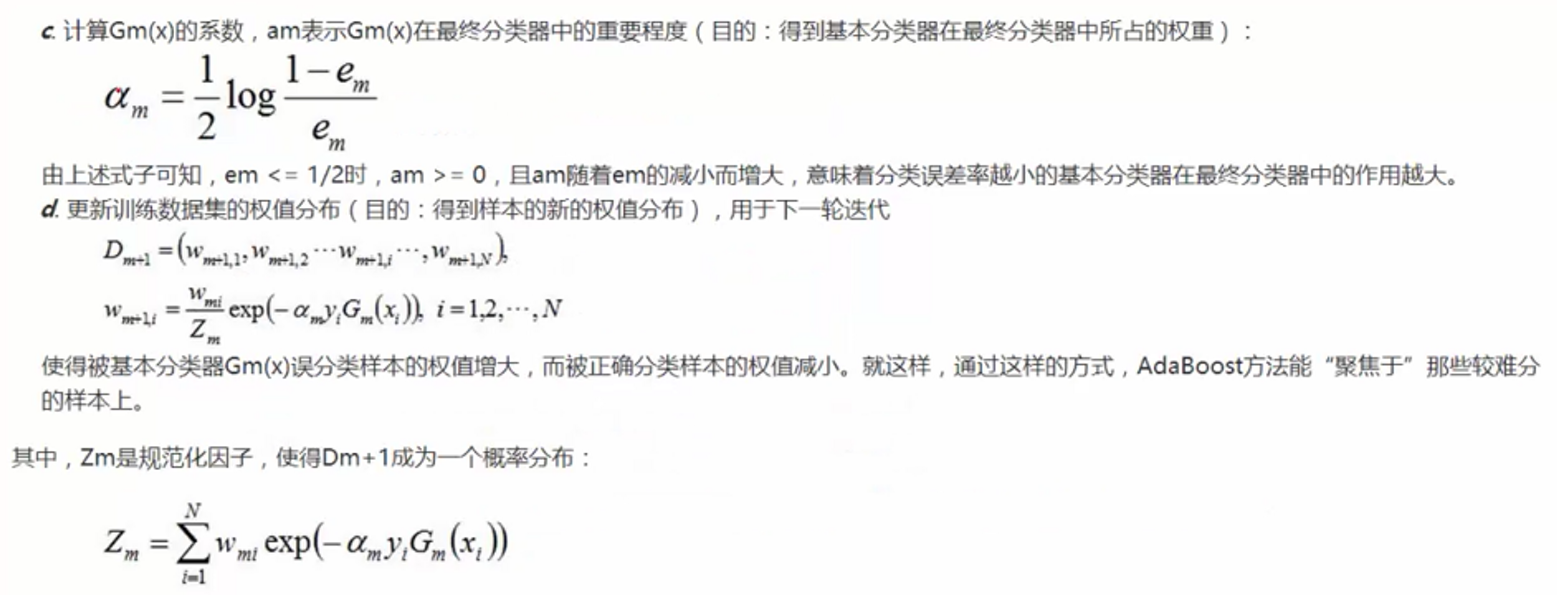 c. 计算Gm(x)的系数，am表示Gm(x)在最终分类器中的重要程度（目的：得到基本分类器在最终分类器中所占的权重）：
α_m = 1/2 log (1 − e_m)/e_m
由上述式子可知，em <= 1/2时，am >= 0，且am随着em的减小而增大，意味着分类误差率越小的基本分类器在最终分类器中的作用越大。
d. 更新训练数据集的权值分布（目的：得到样本的新的权值分布），用于下一轮迭代
D_{m+1} = (w_{m+1,1}, w_{m+1,2} ⋯ w_{m+1,i} ⋯, w_{m+1,N}),
w_{m+1,i} = w_{mi}/Z_m exp(−α_m y_i G_m(x_i)), i = 1,2,⋯,N
使得被基本分类器Gm(x)误分类样本的权值增大，而被正确分类样本的权值减小。就这样，通过这样的方式，AdaBoost方法能“聚焦于”那些较难分
的样本上。
其中，Zm是规范化因子，使得Dm+1成为一个概率分布：
Z_m = ∑_{i=1}^{N} w_{mi} exp(−α_m y_i G_m(x_i))